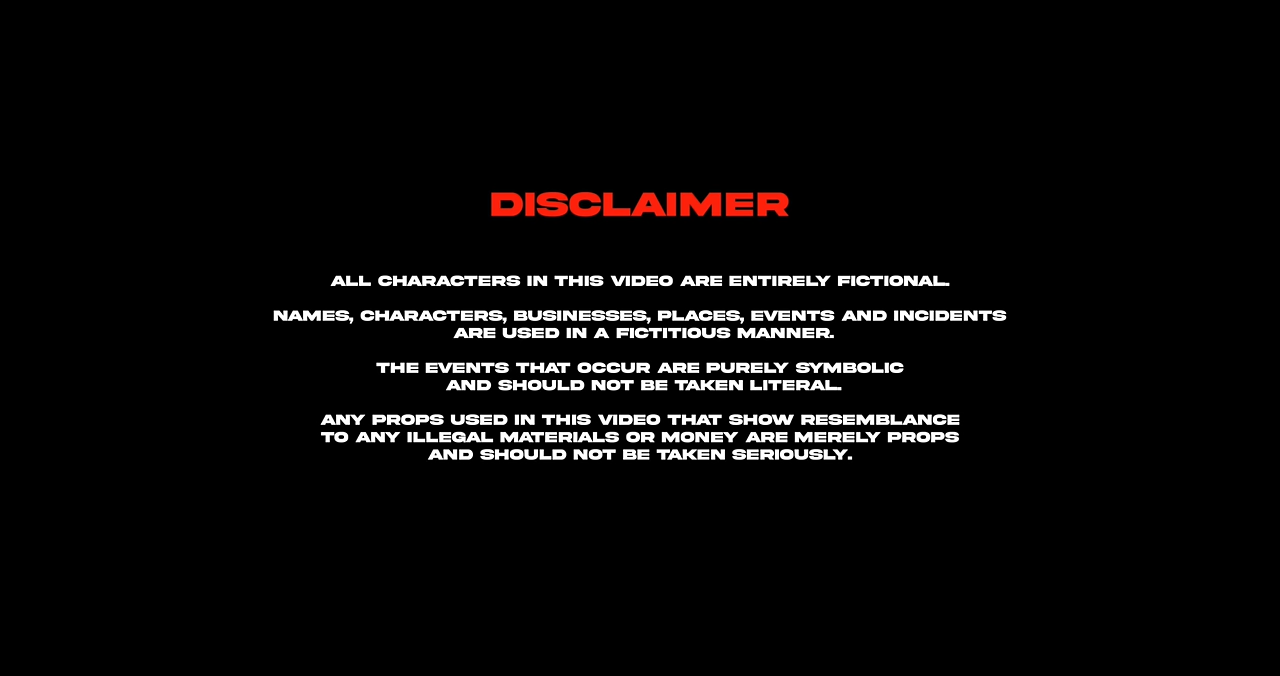 DISCLAIMER
ALL CHARACTERS IN THIS VIDEO ARE ENTIRELY FICTIONAL.
NAMES, CHARACTERS, BUSINESSES, PLACES, EVENTS AND INCIDENTS
ARE USED IN A FICTITIOUS MANNER.
THE EVENTS THAT OCCUR ARE PURELY SYMBOLIC
AND SHOULD NOT BE TAKEN LITERAL.
ANY PROPS USED IN THIS VIDEO THAT SHOW RESEMBLANCE
TO ANY ILLEGAL MATERIALS OR MONEY ARE MERELY PROPS
AND SHOULD NOT BE TAKEN SERIOUSLY.